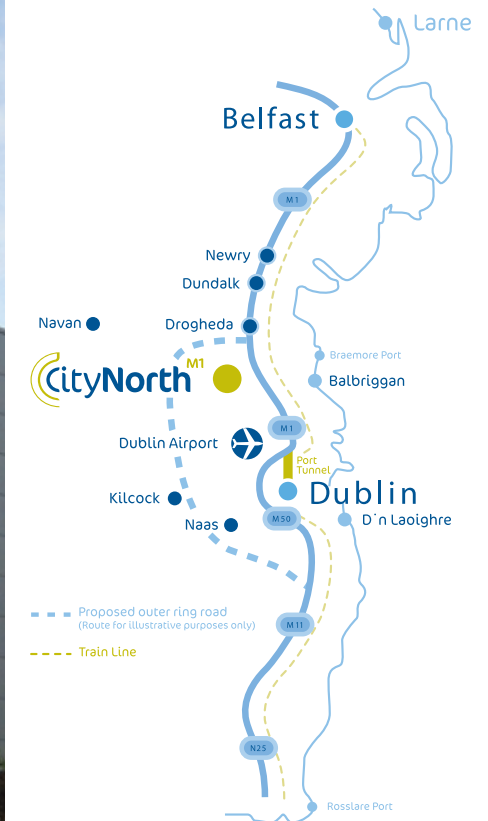 Larne
Belfast
M1
Newry
Dundalk
Navan
Drogheda
CityNorth M1
Braemore Port
Balbriggan
M1
Dublin Airport
Port
Tunnel
Dublin
Kilcock
M50
D´n Laoighre
Naas
Proposed outer ring road
(Route for illustrative purposes only)
M11
Train Line
N25
Rosslare Port